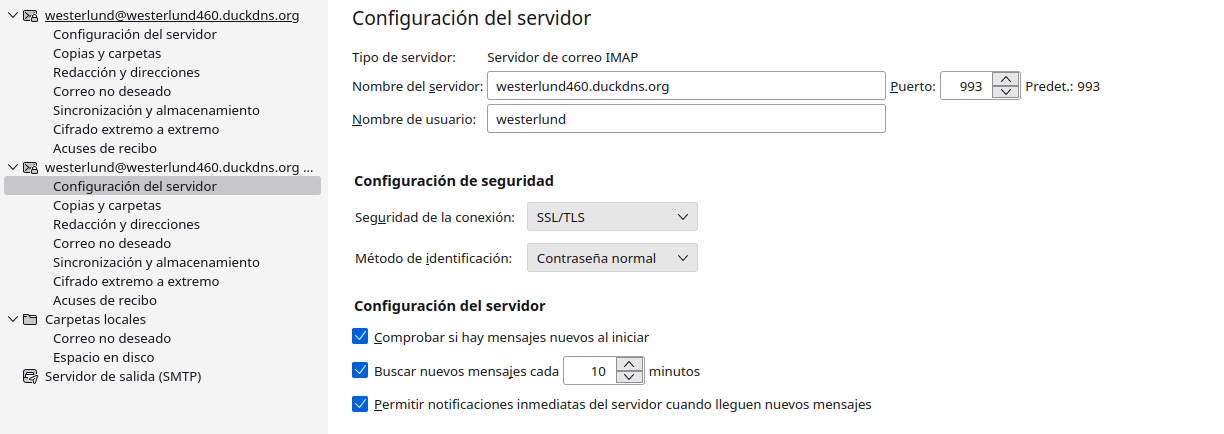 westerlund@westerlund460.duckdns.org
Configuración del servidor
Copias y carpetas
Redacción y direcciones
Correo no deseado
Sincronización y almacenamiento
Cifrado extremo a extremo
Acuses de recibo
westerlund@westerlund460.duckdns.org ...
Configuración del servidor
Copias y carpetas
Redacción y direcciones
Correo no deseado
Sincronización y almacenamiento
Cifrado extremo a extremo
Acuses de recibo
Carpetas locales
Correo no deseado
Espacio en disco
Servidor de salida (SMTP)
Configuración del servidor
Tipo de servidor: Servidor de correo IMAP
Nombre del servidor: westerlund460.duckdns.org Puerto: 993 Predet.: 993
Nombre de usuario: westerlund
Configuración de seguridad
Seguridad de la conexión: SSL/TLS
Método de identificación: Contraseña normal
Configuración del servidor
Comprobar si hay mensajes nuevos al iniciar
Buscar nuevos mensajes cada 10 minutos
Permitir notificaciones inmediatas del servidor cuando lleguen nuevos mensajes